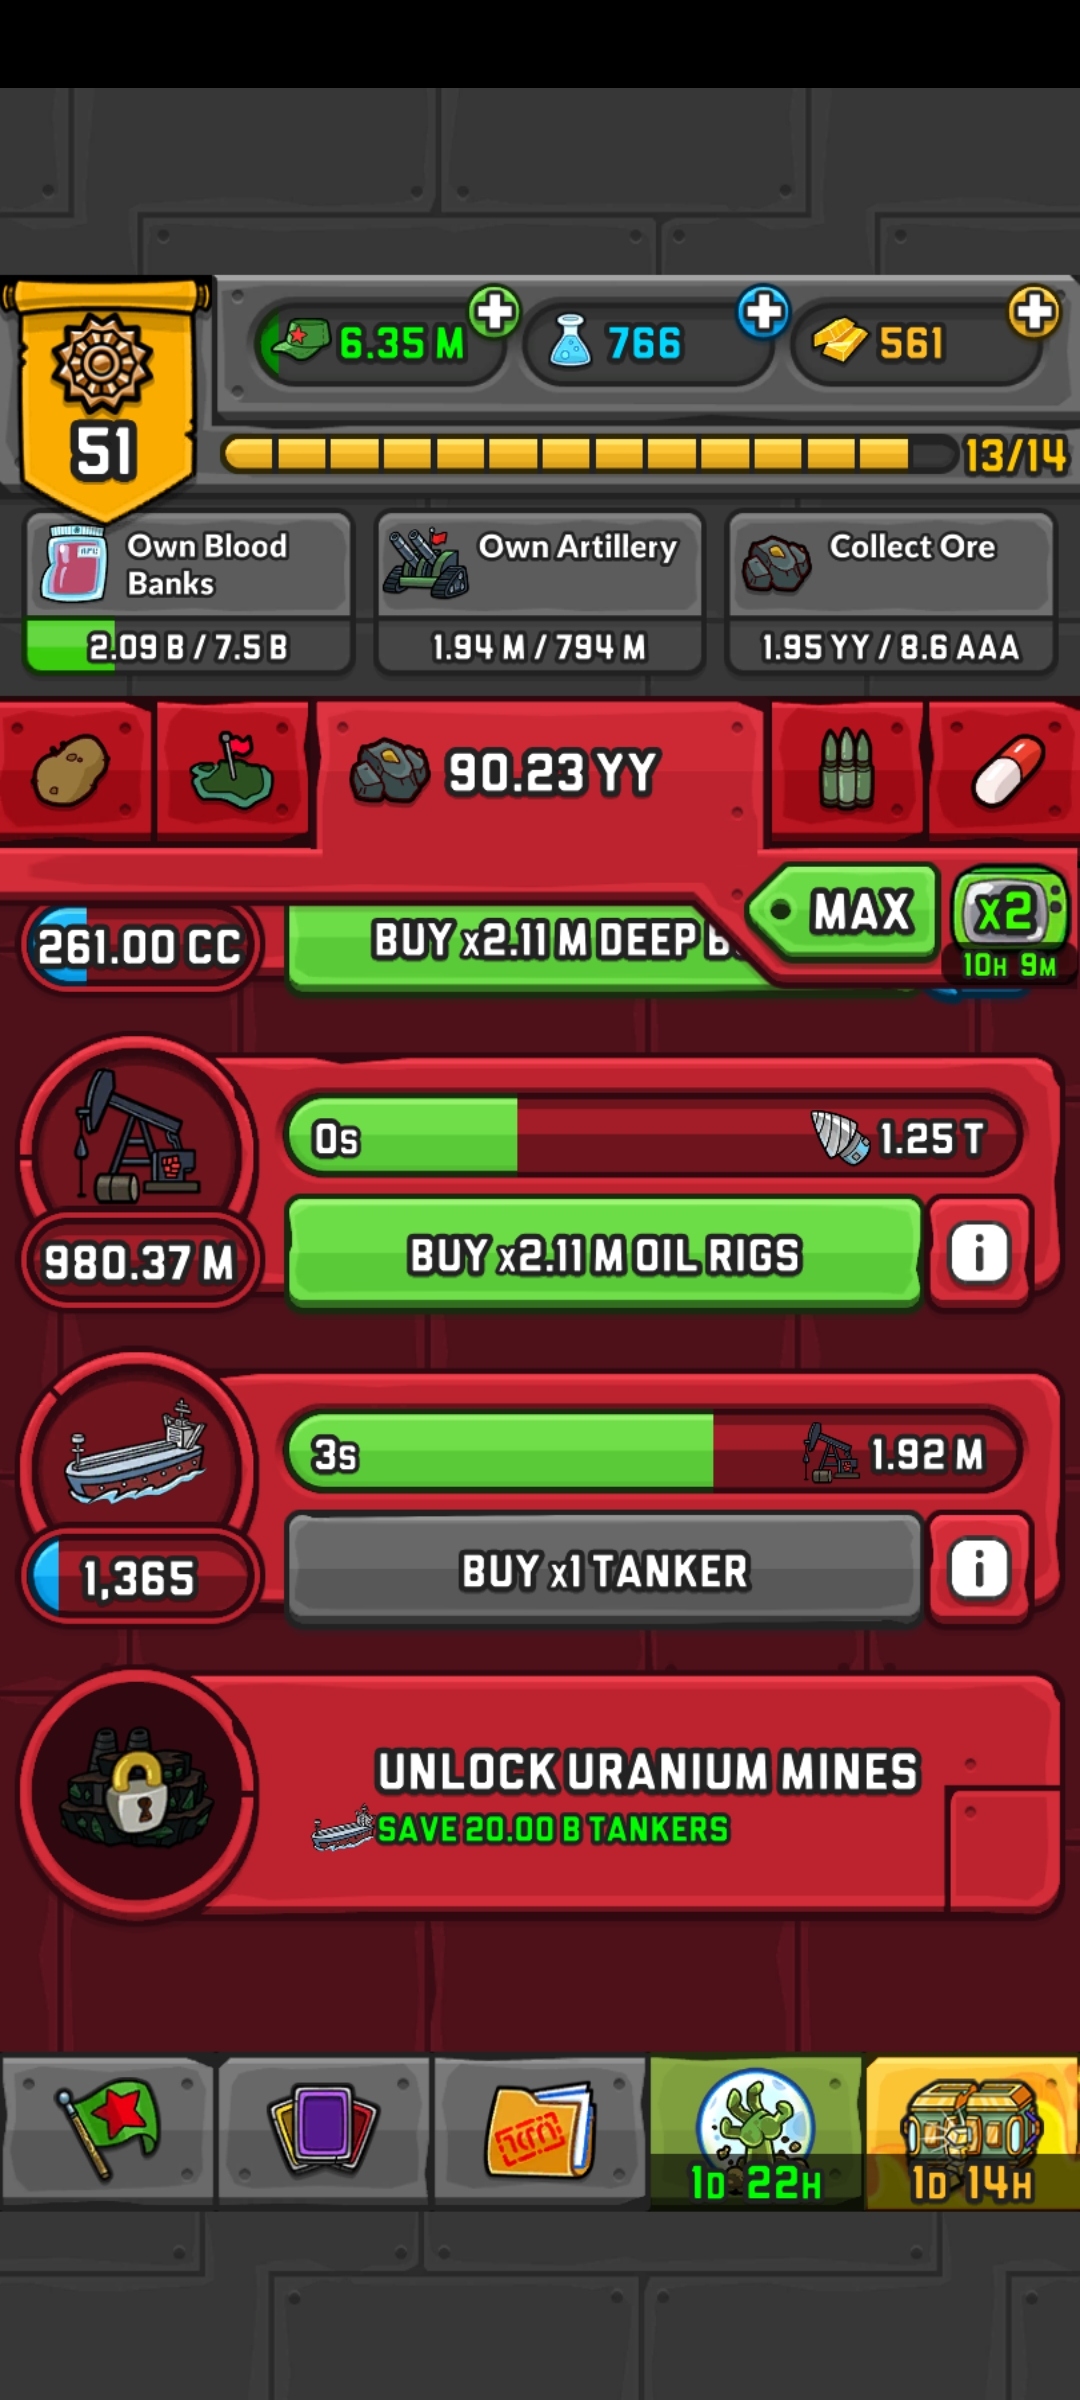 6.35 M
766
561
51
13/14
Own Blood
Banks
2.09 B / 7.5 B
Own Artillery
1.94 M / 794 M
Collect Ore
1.95 YY / 8.6 AAA
90.23 YY
MAX
x2
10H 9M
261.00 CC
BUY x2.11 M DEEP B
0s
1.25 T
980.37 M
BUY x2.11 M OIL RIGS
i
3s
1.92 M
1,365
BUY x1 TANKER
i
UNLOCK URANIUM MINES
SAVE 20.00 B TANKERS
1D 22H
1D 14H